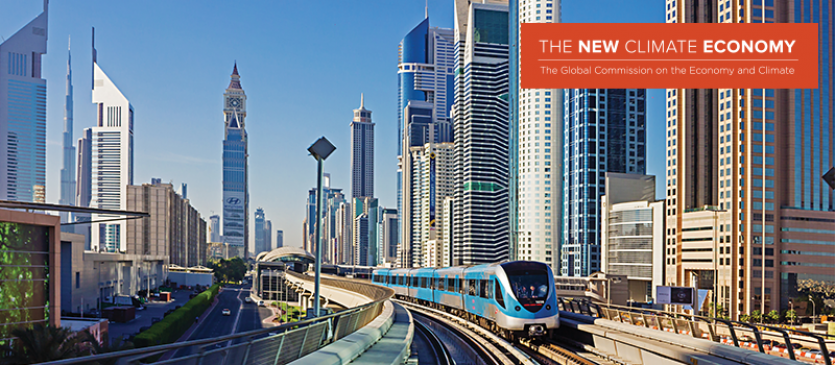 THE NEW CLIMATE ECONOMY
The Global Commission on the Economy and Climate